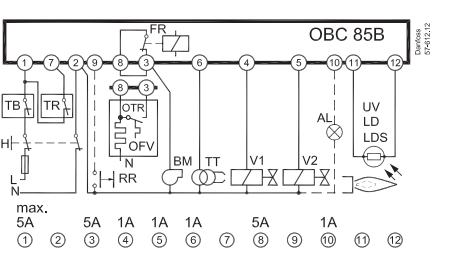 FR
OBC 85B
Danfoss
57-612.12
1 7 2 9 8 3 6 4 5 10 11 12
8 3
TB TR OTR UV
AL LD
OFV LDS
H BM TT V1 V2
N
L RR
N
max.
5A 5A 1A 1A 1A 5A 1A
1 2 3 4 5 6 7 8 9 10 11 12